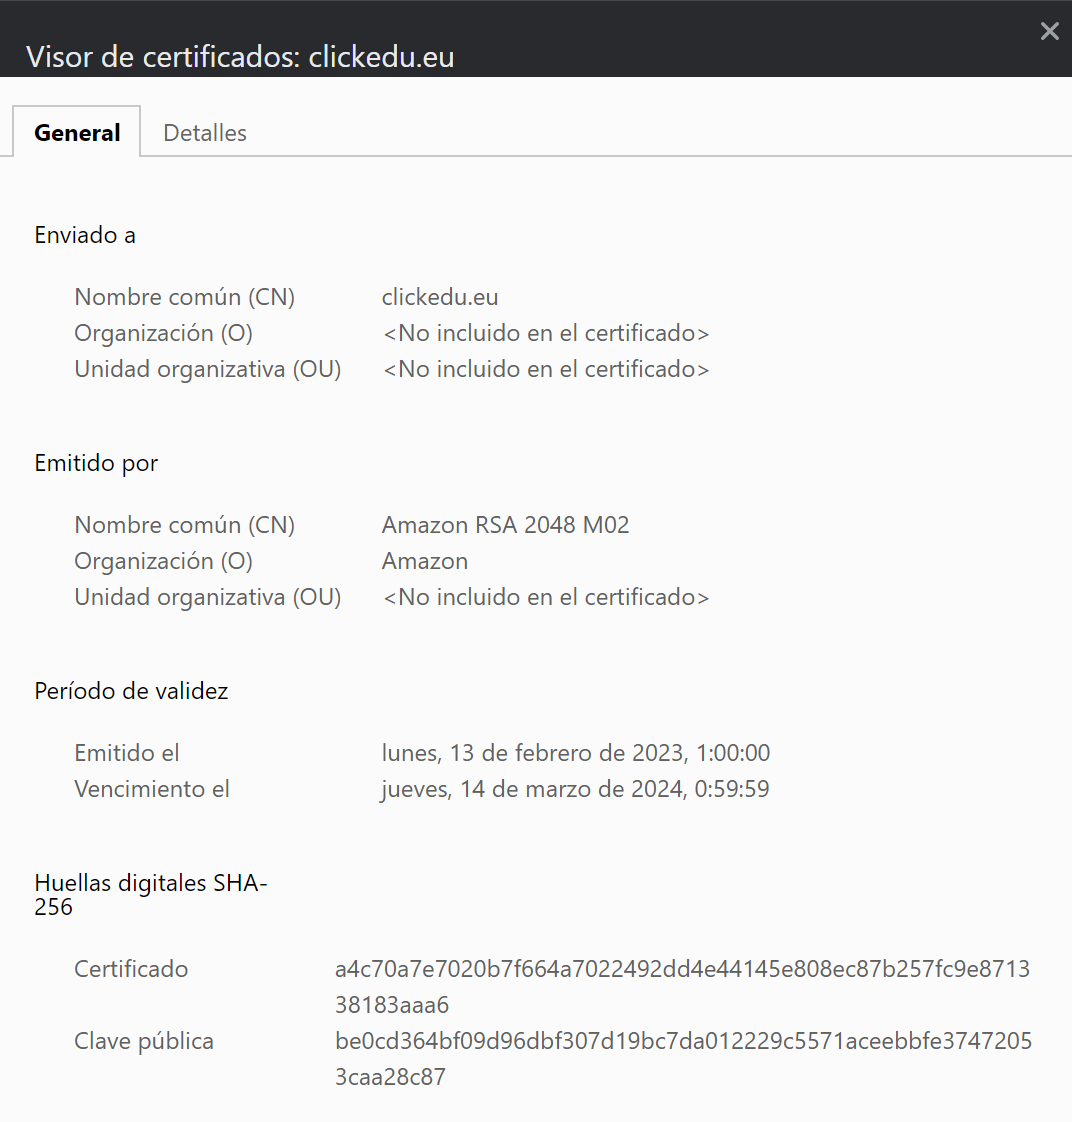 Visor de certificados: clickedu.eu
General Detalles
Enviado a
Nombre común (CN) clickedu.eu
Organización (O) <No incluido en el certificado>
Unidad organizativa (OU) <No incluido en el certificado>
Emitido por
Nombre común (CN) Amazon RSA 2048 M02
Organización (O) Amazon
Unidad organizativa (OU) <No incluido en el certificado>
Período de validez
Emitido el lunes, 13 de febrero de 2023, 1:00:00
Vencimiento el jueves, 14 de marzo de 2024, 0:59:59
Huellas digitales SHA-
256
Certificado a4c70a7e7020b7f664a7022492dd4e44145e808ec87b257fc9e8713
38183aaa6
Clave pública be0cd364bf09d96dbf307d19bc7da012229c5571aceebbfe3747205
3caa28c87